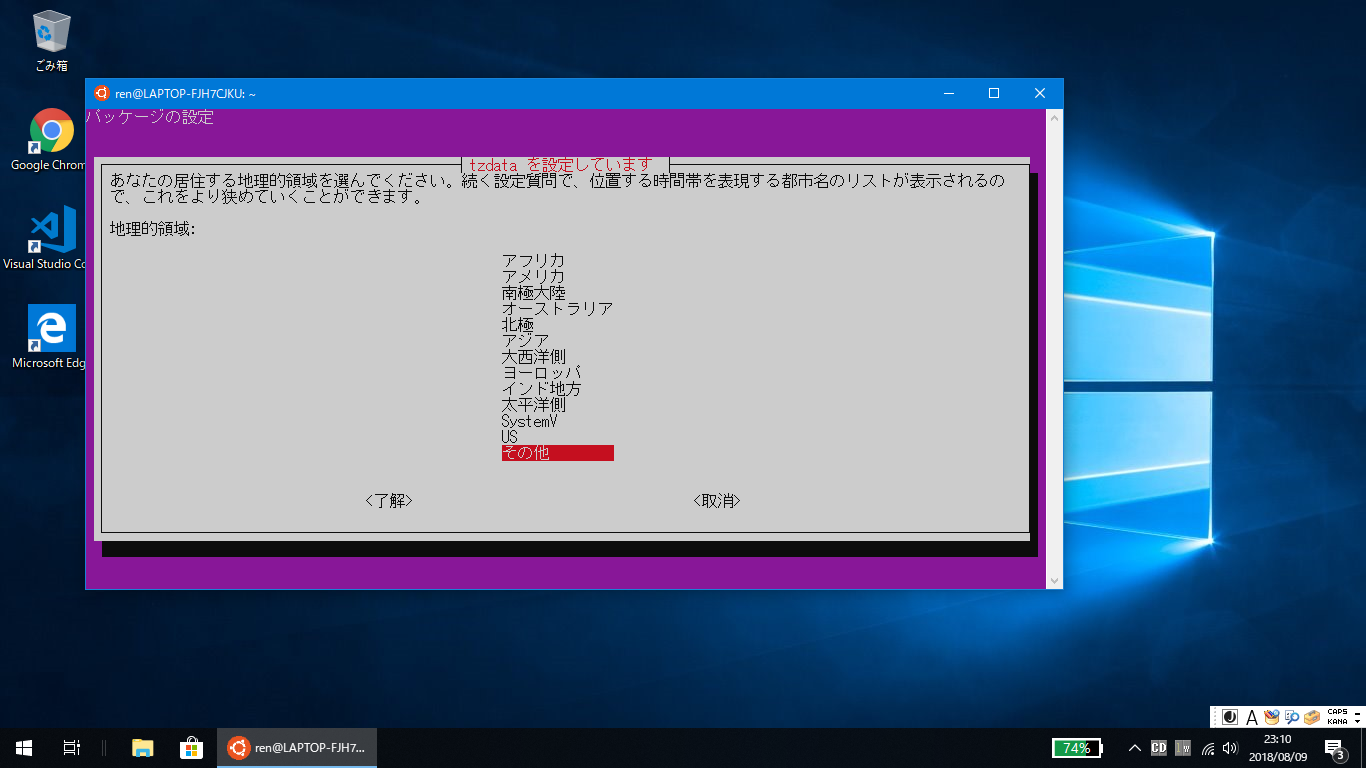 ごみ箱
Google Chrom
Visual Studio Co
Microsoft Edg
ren@LAPTOP-FJH7CJKU: ~
パッケージの設定
tzdata を設定しています
あなたの居住する地理的領域を選んでください。続く設定質問で、位置する時間帯を表現する都市名のリストが表示されるの
で、これをより狭めていくことができます。
地理的領域:
アフリカ
アメリカ
南極大陸
オーストラリア
北極
アジア
大西洋側
ヨーロッパ
インド地方
太平洋側
SystemV
US
その他
<了解>
<取消>
A
CAPS
KANA
ren@LAPTOP-FJH7...
74%
CD
23:10
2018/08/09
3